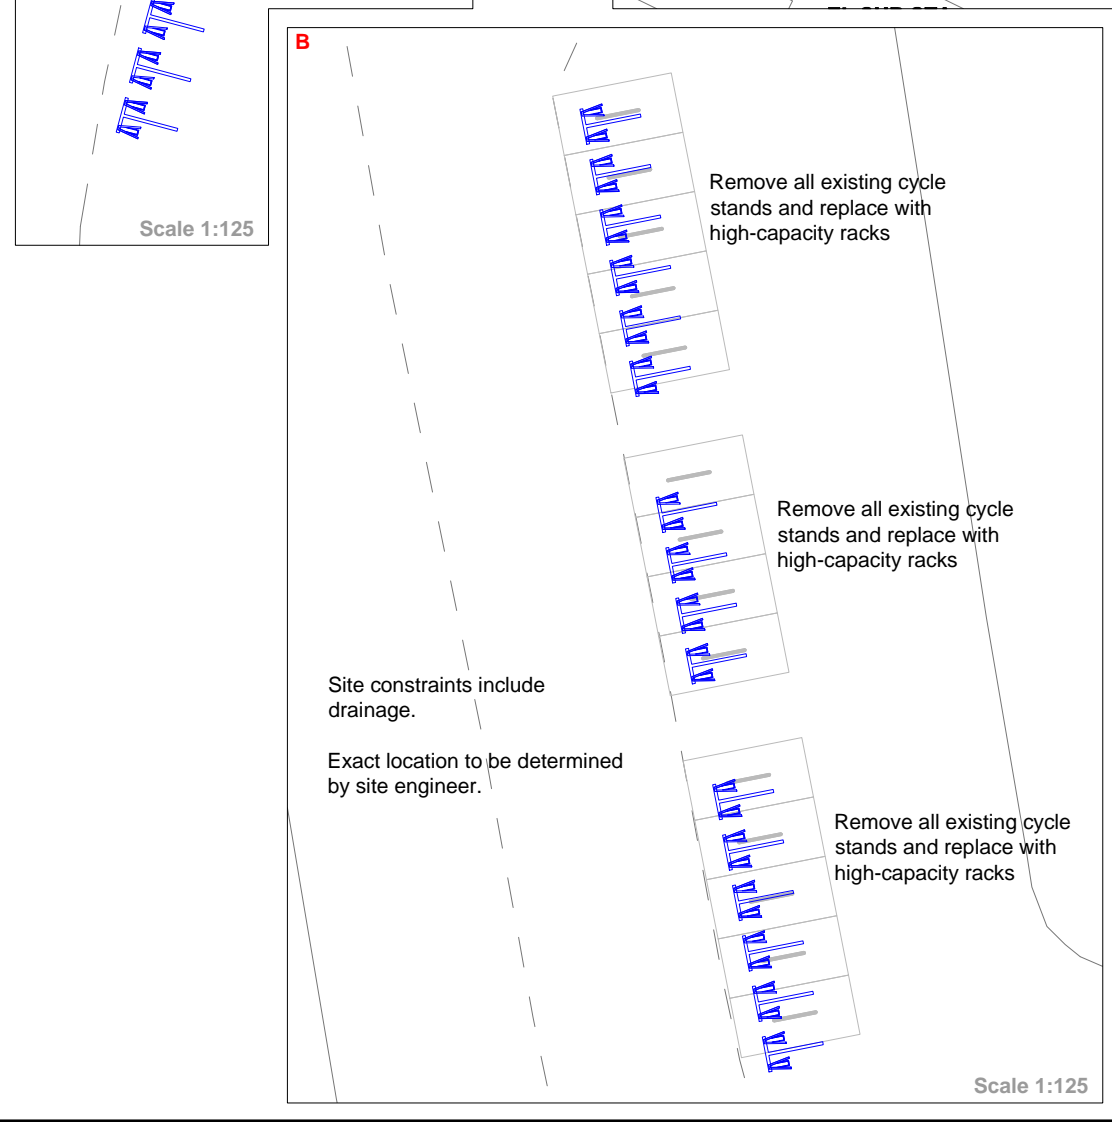 B
Scale 1:125
Remove all existing cycle
stands and replace with
high-capacity racks
Remove all existing cycle
stands and replace with
high-capacity racks
Site constraints include
drainage.
Exact location to be determined
by site engineer.
Remove all existing cycle
stands and replace with
high-capacity racks
Scale 1:125